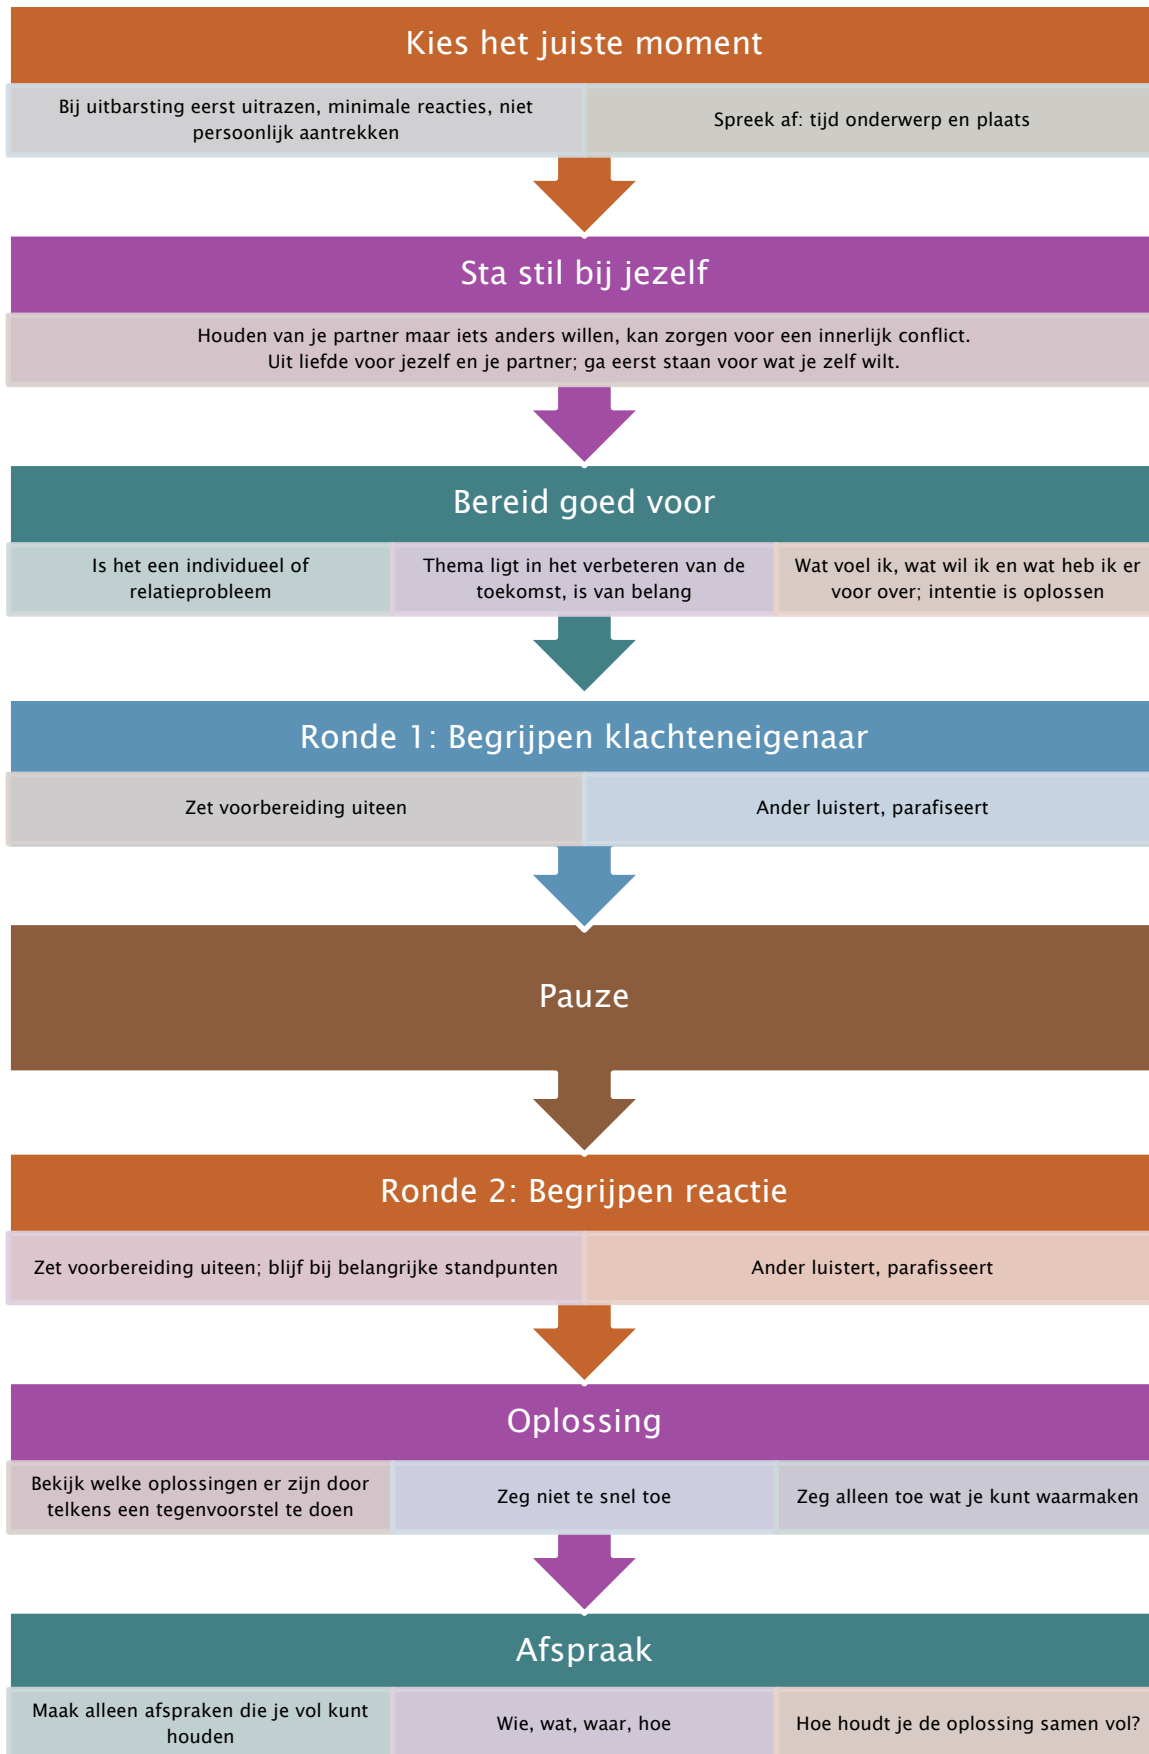 Kies het juiste moment
Bij uitbarsting eerst uitrazen, minimale reacties, niet
persoonlijk aantrekken
Spreek af: tijd onderwerp en plaats
Sta stil bij jezelf
Houden van je partner maar iets anders willen, kan zorgen voor een innerlijk conflict.
Uit liefde voor jezelf en je partner; ga eerst staan voor wat je zelf wilt.
Bereid goed voor
Is het een individueel of
relatieprobleem
Thema ligt in het verbeteren van de
toekomst, is van belang
Wat voel ik, wat wil ik en wat heb ik er
voor over; intentie is oplossen
Ronde 1: Begrijpen klachteneigenaar
Zet voorbereiding uiteen
Ander luistert, parafiseert
Pauze
Ronde 2: Begrijpen reactie
Zet voorbereiding uiteen; blijf bij belangrijke standpunten
Ander luistert, parafisseert
Oplossing
Bekijk welke oplossingen er zijn door
telkens een tegenvoorstel te doen
Zeg niet te snel toe
Zeg alleen toe wat je kunt waarmaken
Afspraak
Maak alleen afspraken die je vol kunt
houden
Wie, wat, waar, hoe
Hoe houdt je de oplossing samen vol?